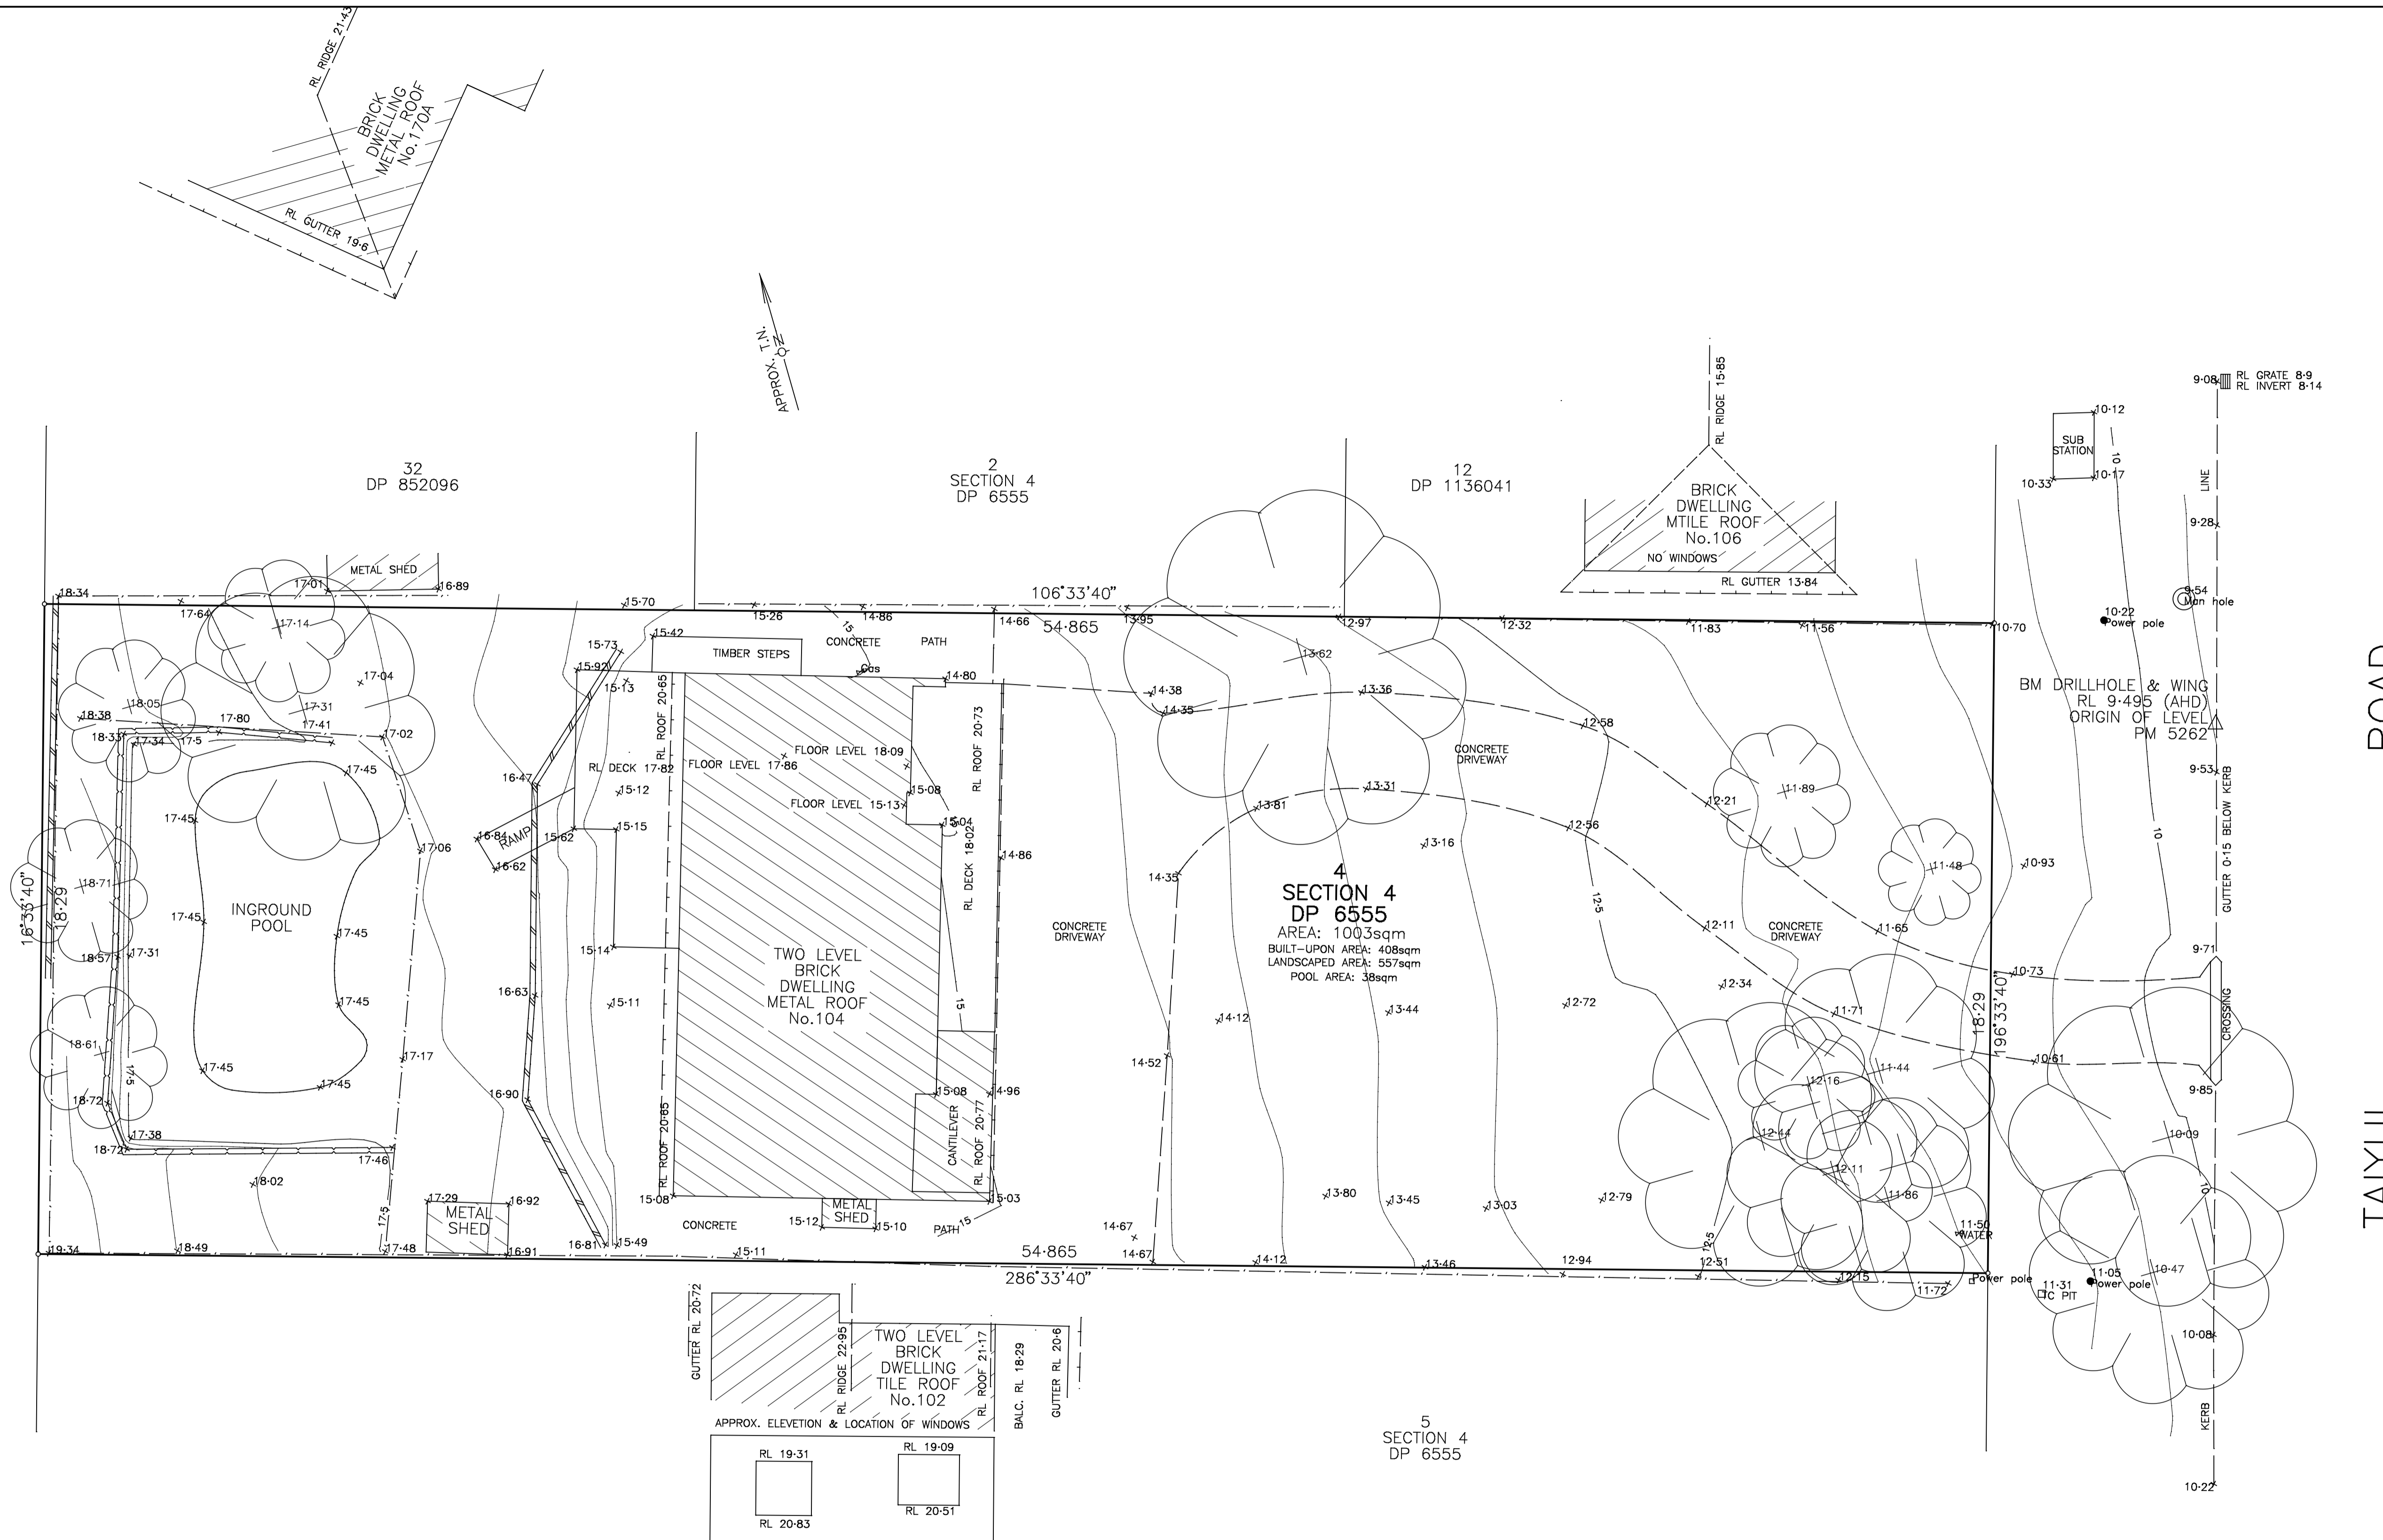 RL RIDGE 21·43
BRICK
DWELLING
METAL ROOF
No.170A
RL GUTTER 19·6
APPROX. T.N.
N
RL RIDGE 15·85
9·08
RL GRATE 8·9
RL INVERT 8·14
10·12
SUB
STATION
10·17
10·33
10
LINE
9·28
32
DP 852096
2
SECTION 4
DP 6555
12
DP 1136041
BRICK
DWELLING
MTILE ROOF
No.106
NO WINDOWS
RL GUTTER 13·84
METAL SHED
16·89
17·01
18·34
17·64
17·14
15·70
15·26
14·86
106°33'40"
54·865
14·66
13·95
12·97
12·32
11·83
11·56
10·70
10·22
Power pole
9·54
Man hole
15·73
15·42
TIMBER STEPS
15
CONCRETE
PATH
Gas
15·92
15·13
14·80
13·62
17·04
18·05
17·31
18·38
17·80
17·41
17·02
18·33
17·34
17·5
17·45
RL ROOF 20·65
RL ROOF 20·73
14·38
14·35
13·36
12·58
BM DRILLHOLE & WING
RL 9·495 (AHD)
ORIGIN OF LEVEL
PM 5262
ROAD
FLOOR LEVEL 18·09
FLOOR LEVEL 17·86
RL DECK 17·82
16·47
15·12
FLOOR LEVEL 15·13
15·08
15·04
CONCRETE
DRIVEWAY
9·53
GUTTER 0·15 BELOW KERB
13·81
13·31
12·21
11·89
12·56
10
17·45
17·06
16·84
RAMP
16·62
15·62
15·15
RL DECK 18·02
14·86
13·16
11·48
10·93
14·35
16°33'40"
18·29
18·71
INGROUND
POOL
17·45
17·45
4
SECTION 4
DP 6555
AREA: 1003sqm
BUILT-UPON AREA: 408sqm
LANDSCAPED AREA: 557sqm
POOL AREA: 38sqm
12·5
12·11
CONCRETE
DRIVEWAY
11·65
CONCRETE
DRIVEWAY
15·14
18·57
17·31
9·71
10·73
TWO LEVEL
BRICK
DWELLING
METAL ROOF
No.104
16·63
15·11
17·45
15
14·12
13·44
12·72
12·34
11·71
18·29
196°33'40"
CROSSING
18·61
17·17
14·52
10·61
17·45
17·45
17·5
11·44
12·16
9·85
18·72
16·90
15·08
14·96
CANTILEVER
RL ROOF 20·77
RL ROOF 20·65
17·38
18·72
17·46
12·44
12·11
10·09
18·02
15·08
13·80
13·45
13·03
12·79
11·86
10
17·29
16·92
METAL
SHED
17·5
15·12
METAL
SHED
15·10
15·03
CONCRETE
PATH
15
14·67
11·50
WATER
TAIYUL
19·34
18·49
17·48
16·91
16·81
15·49
15·11
54·865
14·67
14·12
13·46
12·94
12·51
12·5
12·15
11·72
286°33'40"
Power pole
11·31
TC PIT
11·05
Power pole
10·47
10·08
GUTTER RL 20·72
RL RIDGE 22·95
TWO LEVEL
BRICK
DWELLING
TILE ROOF
No.102
RL ROOF 21·17
BALC. RL 18·29
GUTTER RL 20·6
APPROX. ELEVETION & LOCATION OF WINDOWS
RL 19·31
RL 19·09
RL 20·51
RL 20·83
5
SECTION 4
DP 6555
KERB
10·22